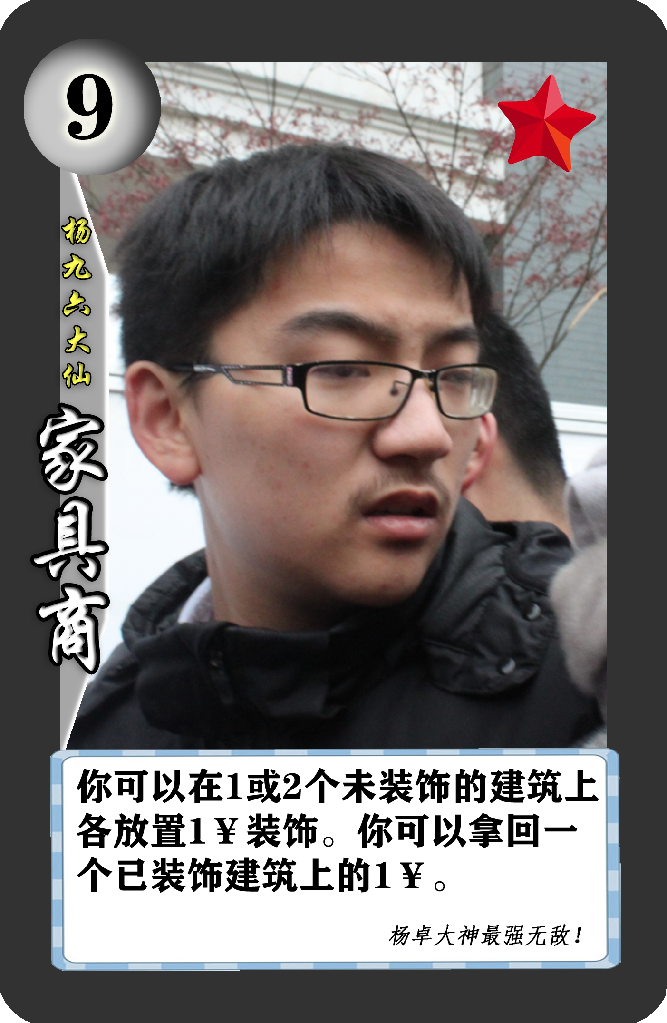 9
杨九六大仙
家具商
你可以在1或2个未装饰的建筑上
各放置1￥装饰。你可以拿回一
个已装饰建筑上的1￥。
杨卓大神最强无敌！